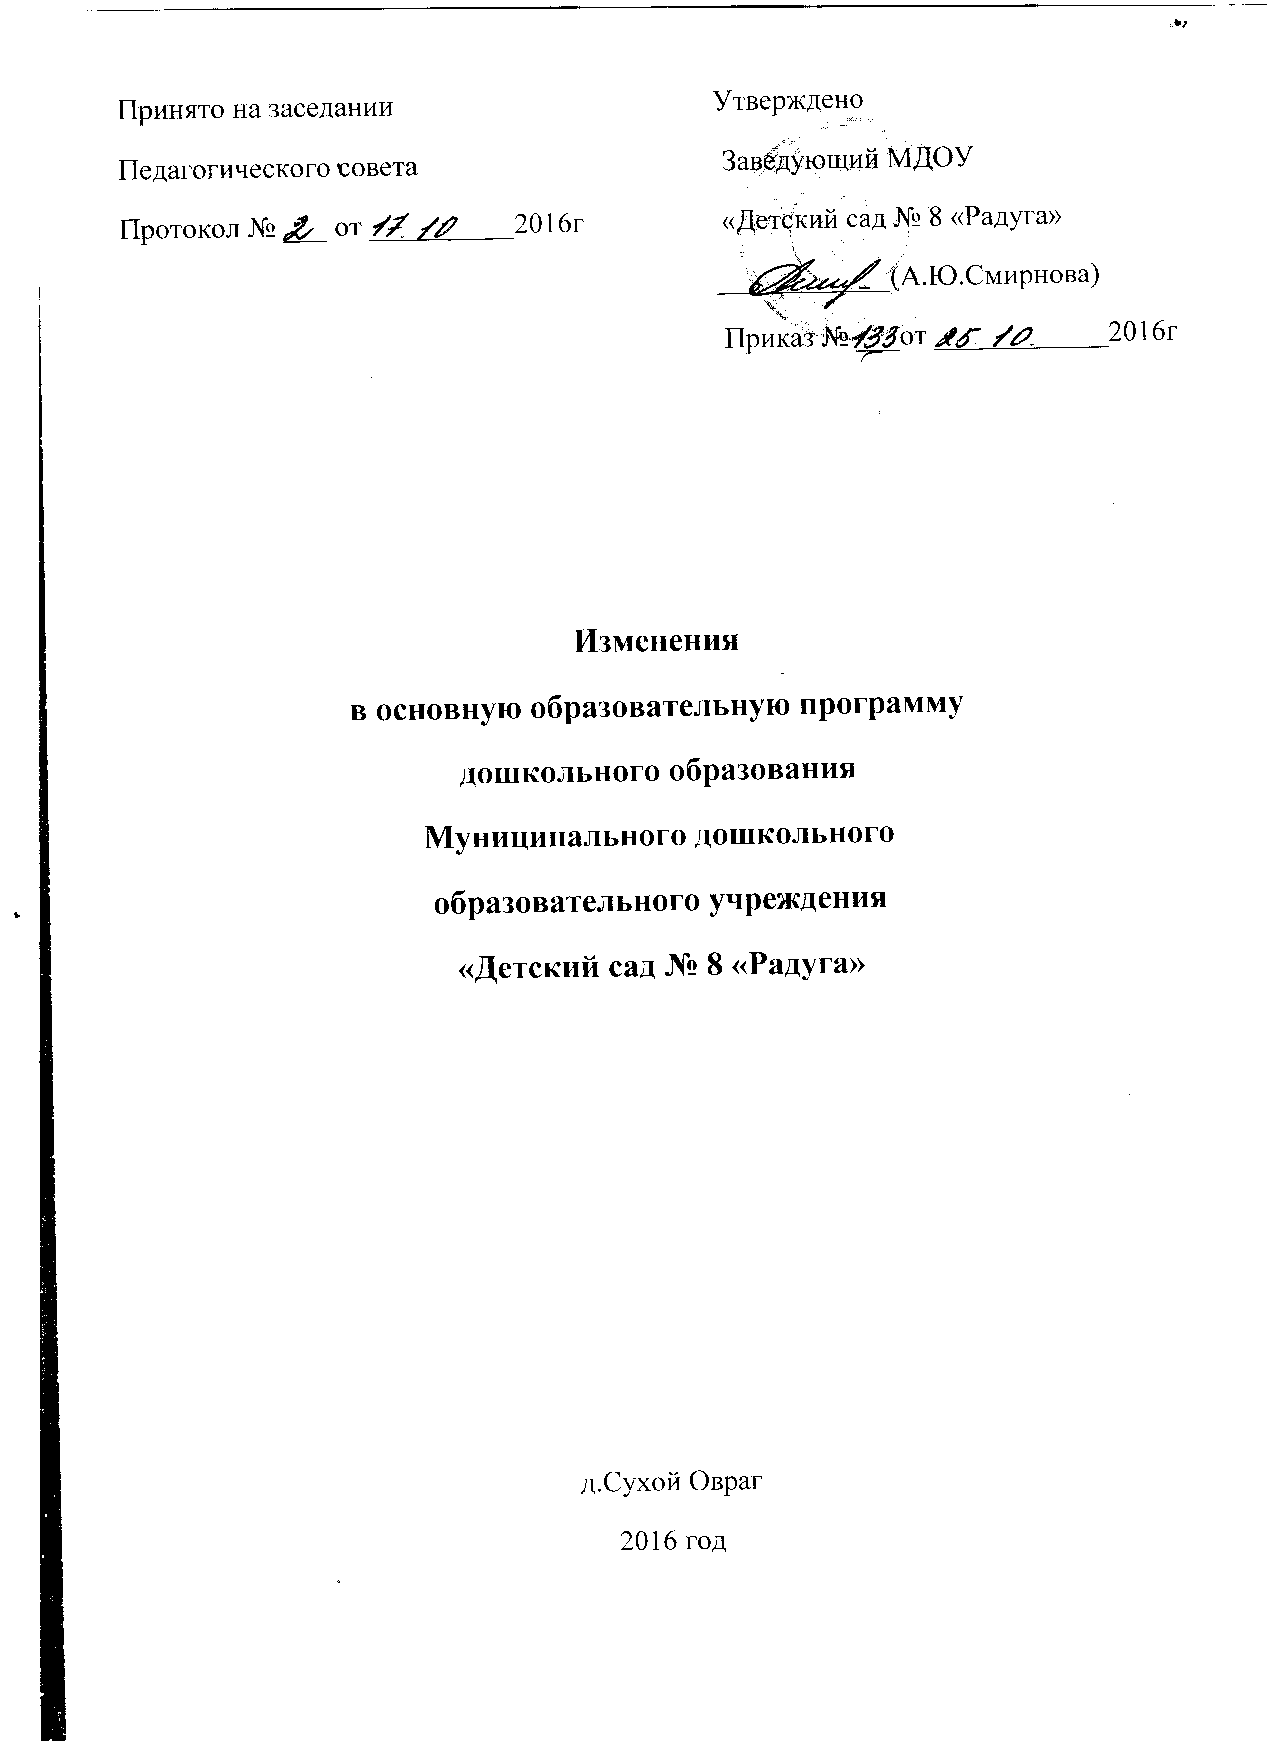 Принято на заседании
Педагогического совета
Протокол № 2 от 17. 10 2016г
Утверждено
Заведующий МДОУ
«Детский сад № 8 «Радуга»
(А.Ю.Смирнова)
Приказ № 133 от 25. 10. 2016г
Изменения
в основную образовательную программу
дошкольного образования
Муниципального дошкольного
образовательного учреждения
«Детский сад № 8 «Радуга»
д.Сухой Овраг
2016 год